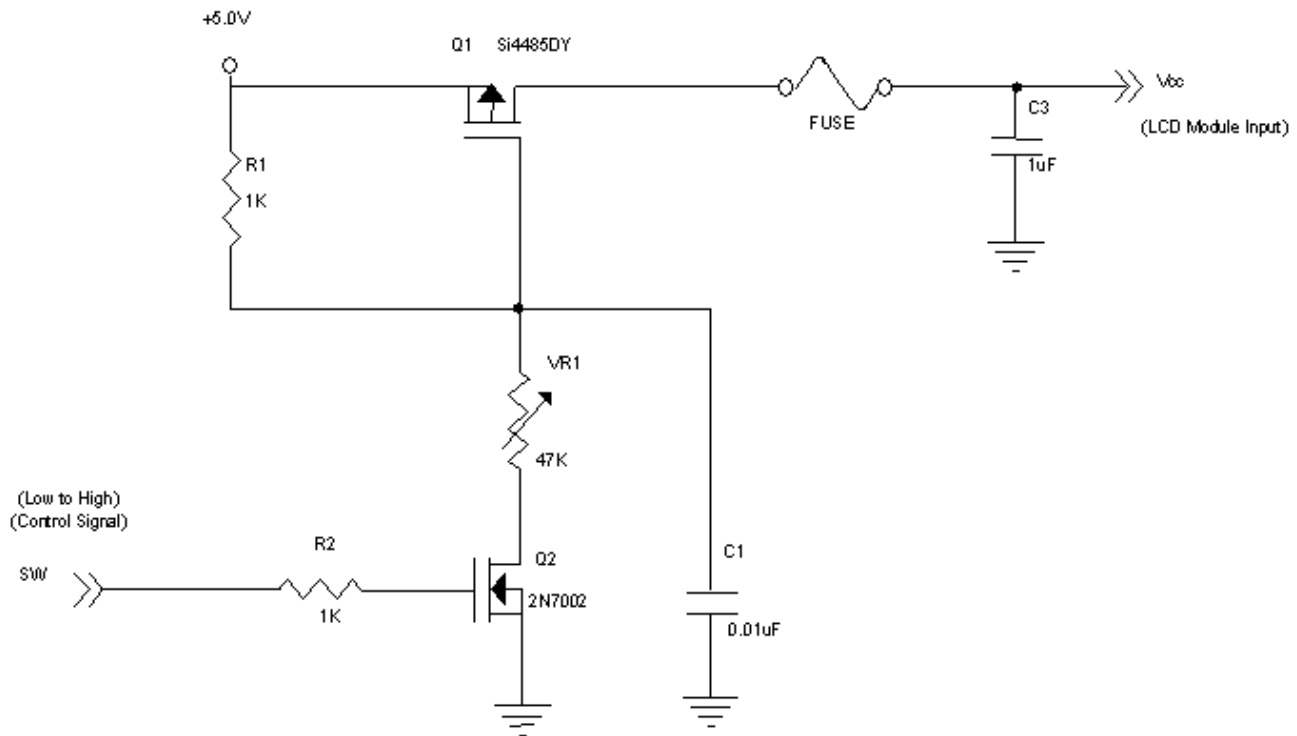 +5.0V
Q1 Si4485DY
FUSE
C3
1uF
Vcc
(LCD Module Input)
R1
1K
VR1
47K
(Low to High)
(Control Signal)
SW
R2
1K
Q2
2N7002
C1
0.01uF